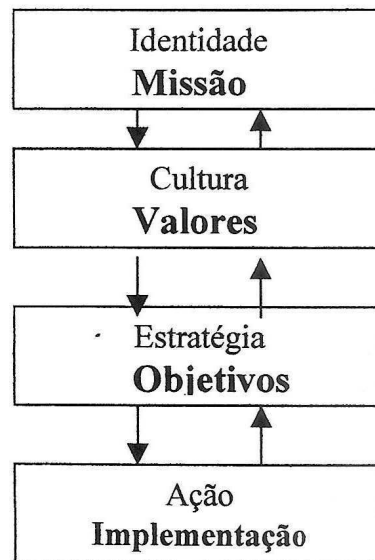 Identidade
Missão
Cultura
Valores
Estratégia
Objetivos
Ação
Implementação